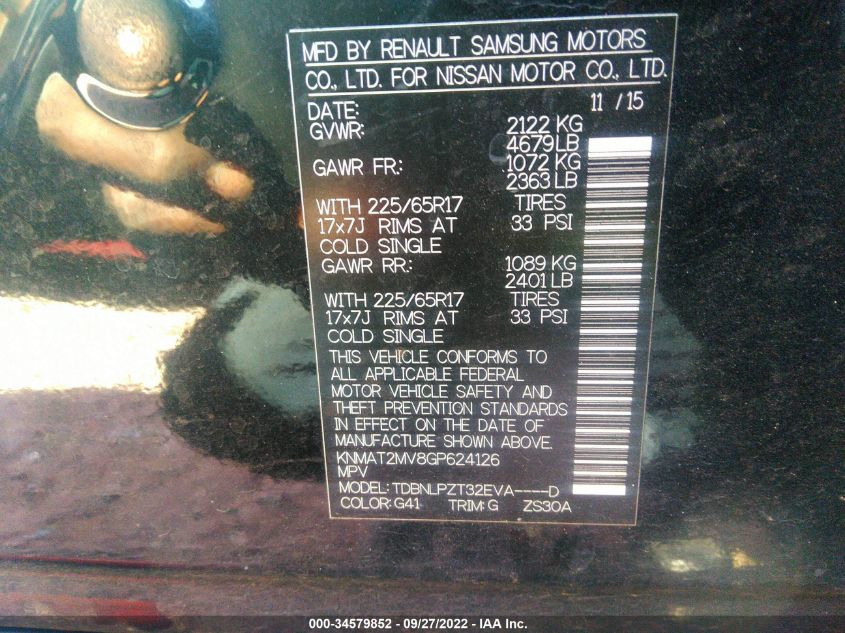 MFD BY RENAULT SAMSUNG MOTORS
CO., LTD. FOR NISSAN MOTOR CO., LTD.
DATE: 11 / 15
GVWR: 2122 KG
4679 LB
GAWR FR.: 1072 KG
2363 LB
WITH 225/65R17 TIRES
17x7J RIMS AT 33 PSI
COLD SINGLE
GAWR RR.: 1089 KG
2401 LB
WITH 225/65R17 TIRES
17x7J RIMS AT 33 PSI
COLD SINGLE
THIS VEHICLE CONFORMS TO
ALL APPLICABLE FEDERAL
MOTOR VEHICLE SAFETY AND
THEFT PREVENTION STANDARDS
IN EFFECT ON THE DATE OF
MANUFACTURE SHOWN ABOVE.
KNMAT2MV8GP624126
MPV
MODEL: TDBNLPZT32EVA----D
COLOR: G41 TRIM: G ZS30A
000-34579852 - 09/27/2022 - IAA Inc.